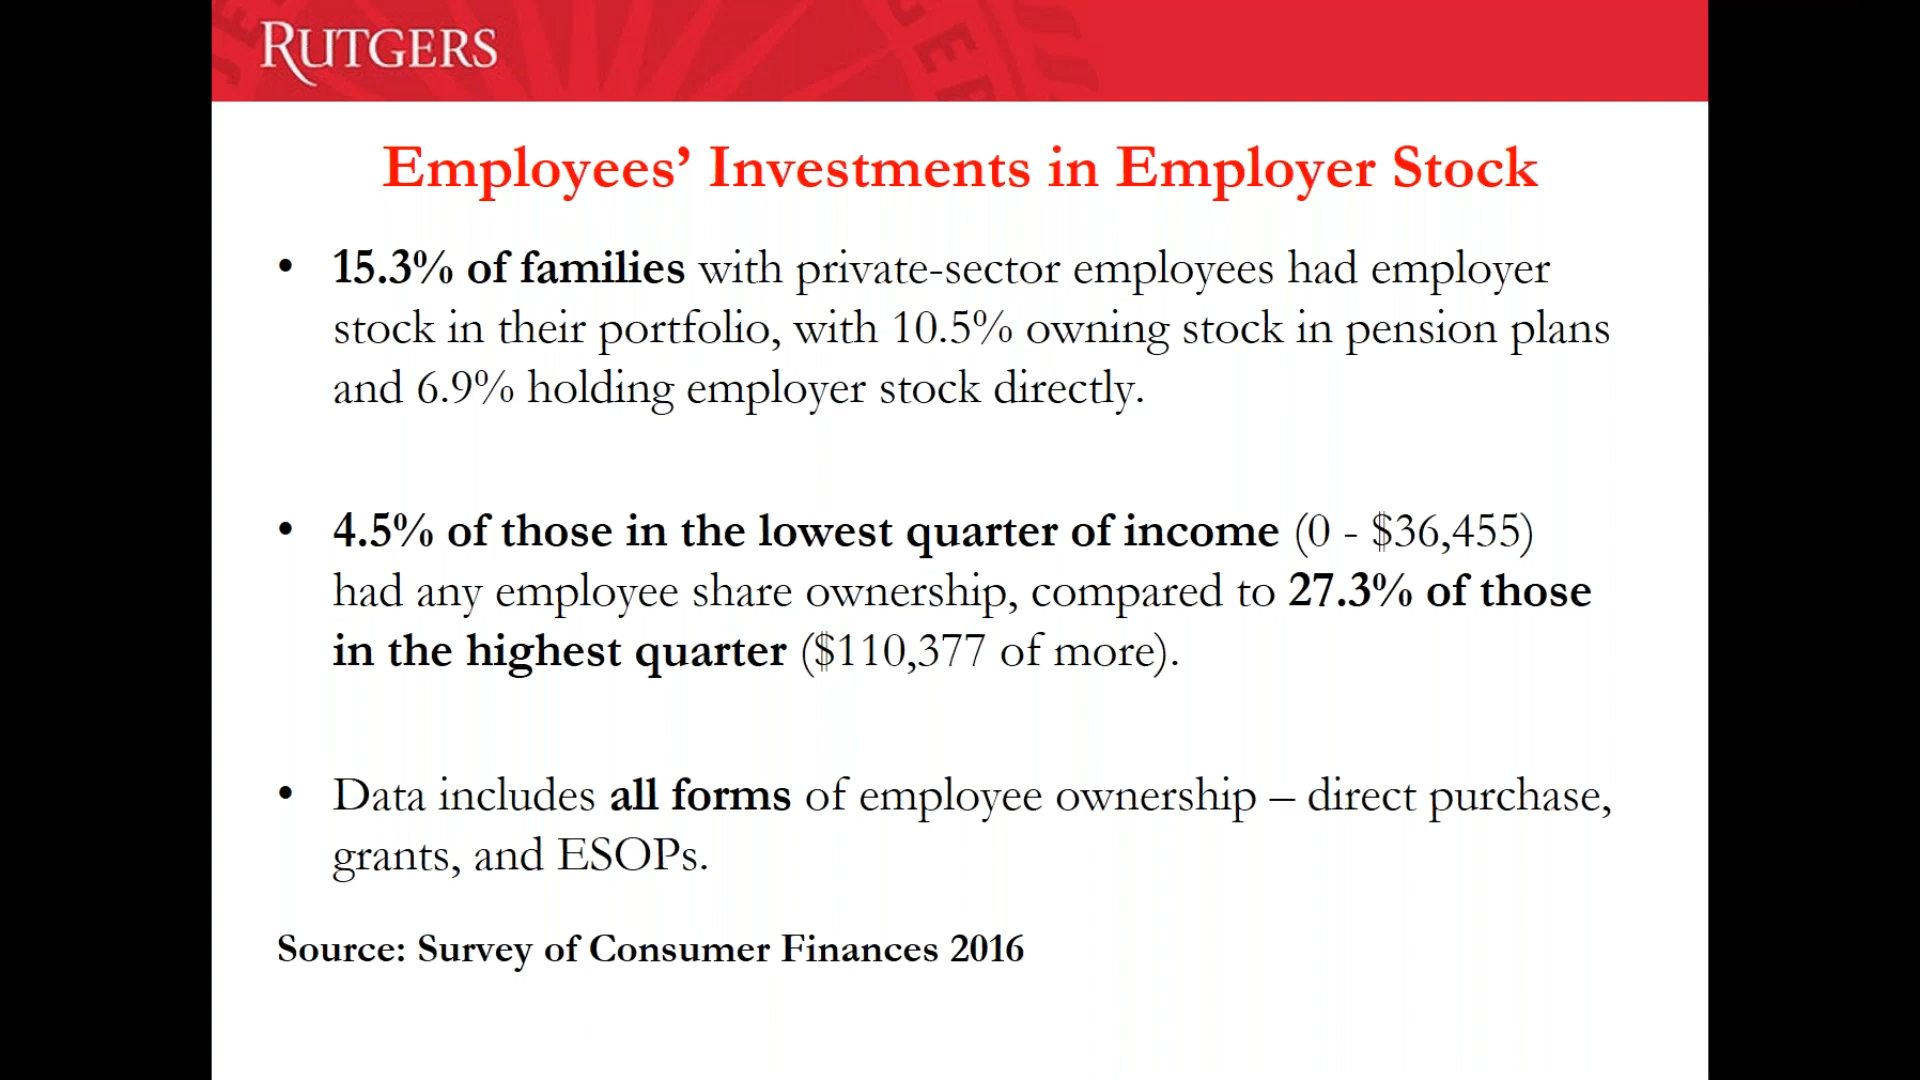 RUTGERS
Employees’ Investments in Employer Stock
• 15.3% of families with private-sector employees had employer
stock in their portfolio, with 10.5% owning stock in pension plans
and 6.9% holding employer stock directly.
• 4.5% of those in the lowest quarter of income (0 - $36,455)
had any employee share ownership, compared to 27.3% of those
in the highest quarter ($110,377 of more).
• Data includes all forms of employee ownership – direct purchase,
grants, and ESOPs.
Source: Survey of Consumer Finances 2016